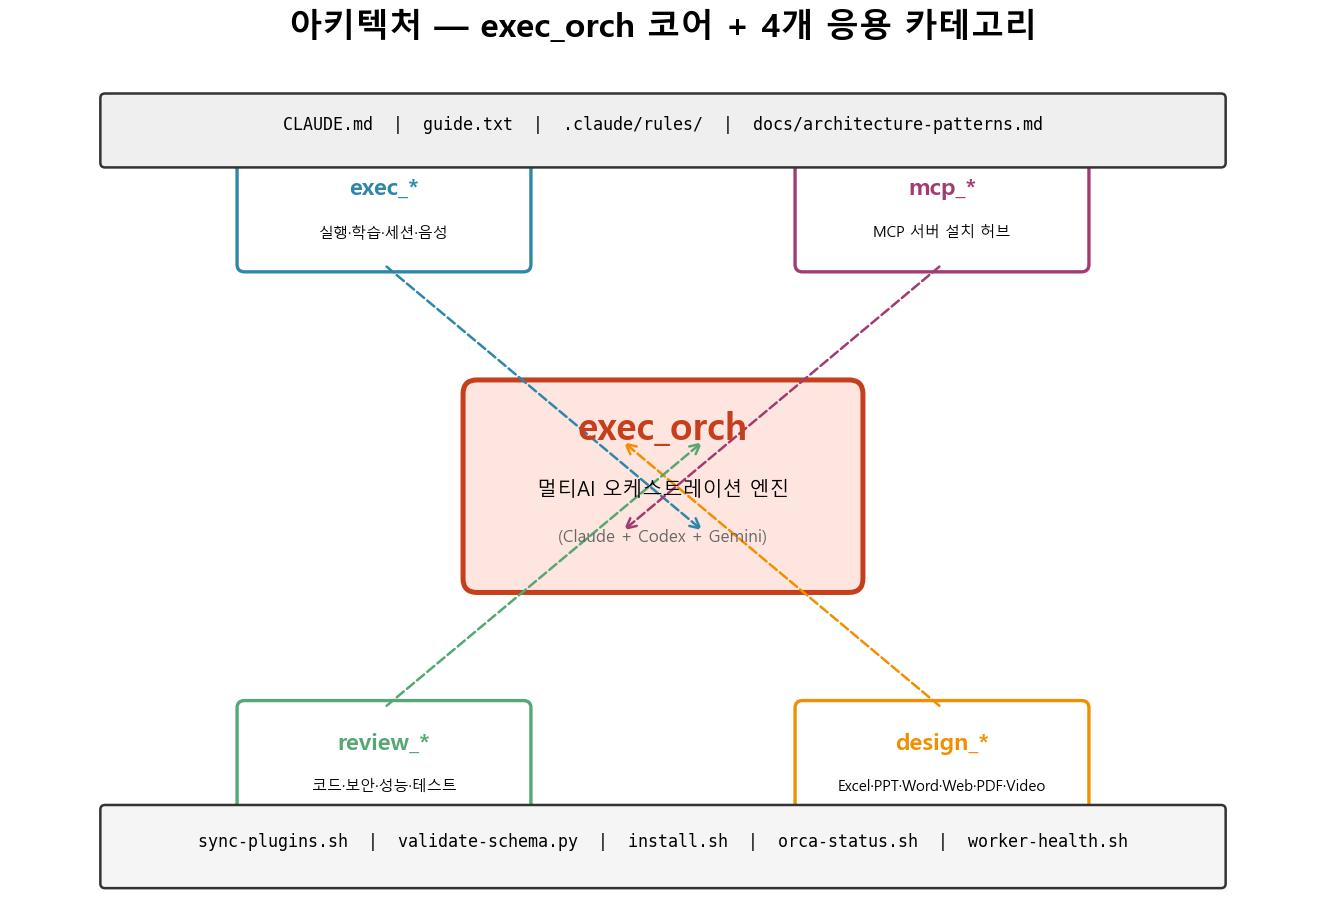 아키텍처 — exec_orch 코어 + 4개 응용 카테고리
CLAUDE.md | guide.txt | .claude/rules/ | docs/architecture-patterns.md
exec_*
실행·학습·세션·음성
mcp_*
MCP 서버 설치 허브
exec_orch
멀티AI 오케스트레이션 엔진
(Claude + Codex + Gemini)
review_*
코드·보안·성능·테스트
design_*
Excel·PPT·Word·Web·PDF·Video
sync-plugins.sh | validate-schema.py | install.sh | orca-status.sh | worker-health.sh